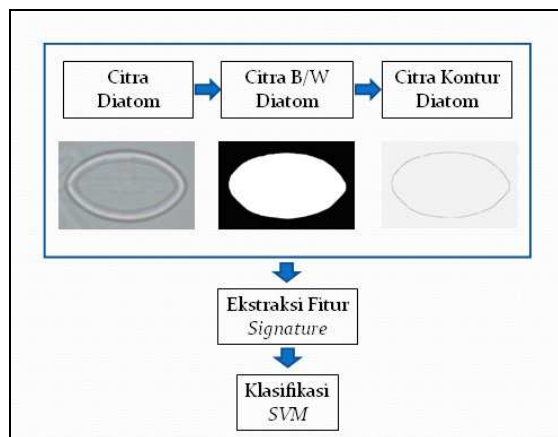 Citra
Diatom
Citra B/W
Diatom
Citra Kontur
Diatom
Ekstraksi Fitur
Signature
Klasifikasi
SVM